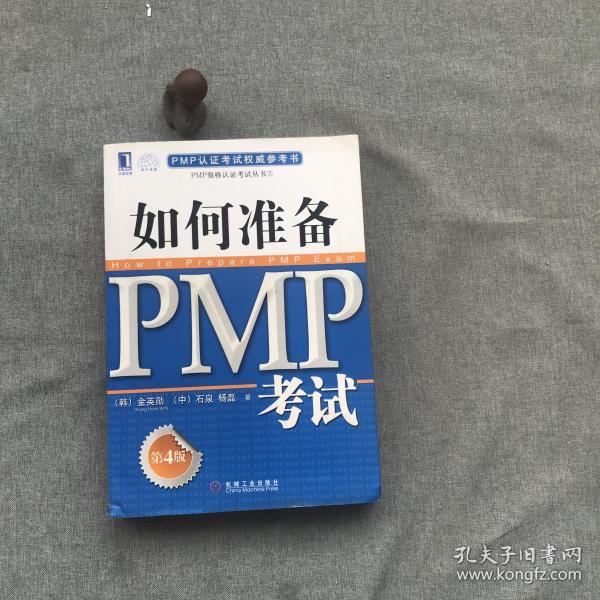 PMP认证考试权威参考书
PMP资格认证考试丛书②
如何准备
How to Prepare PMP Exam
PMP
考试
（韩）金英勋 （中）石泉 杨磊 著
第4版
机械工业出版社
China Machine Press
孔夫子旧书网
www.kongfz.com